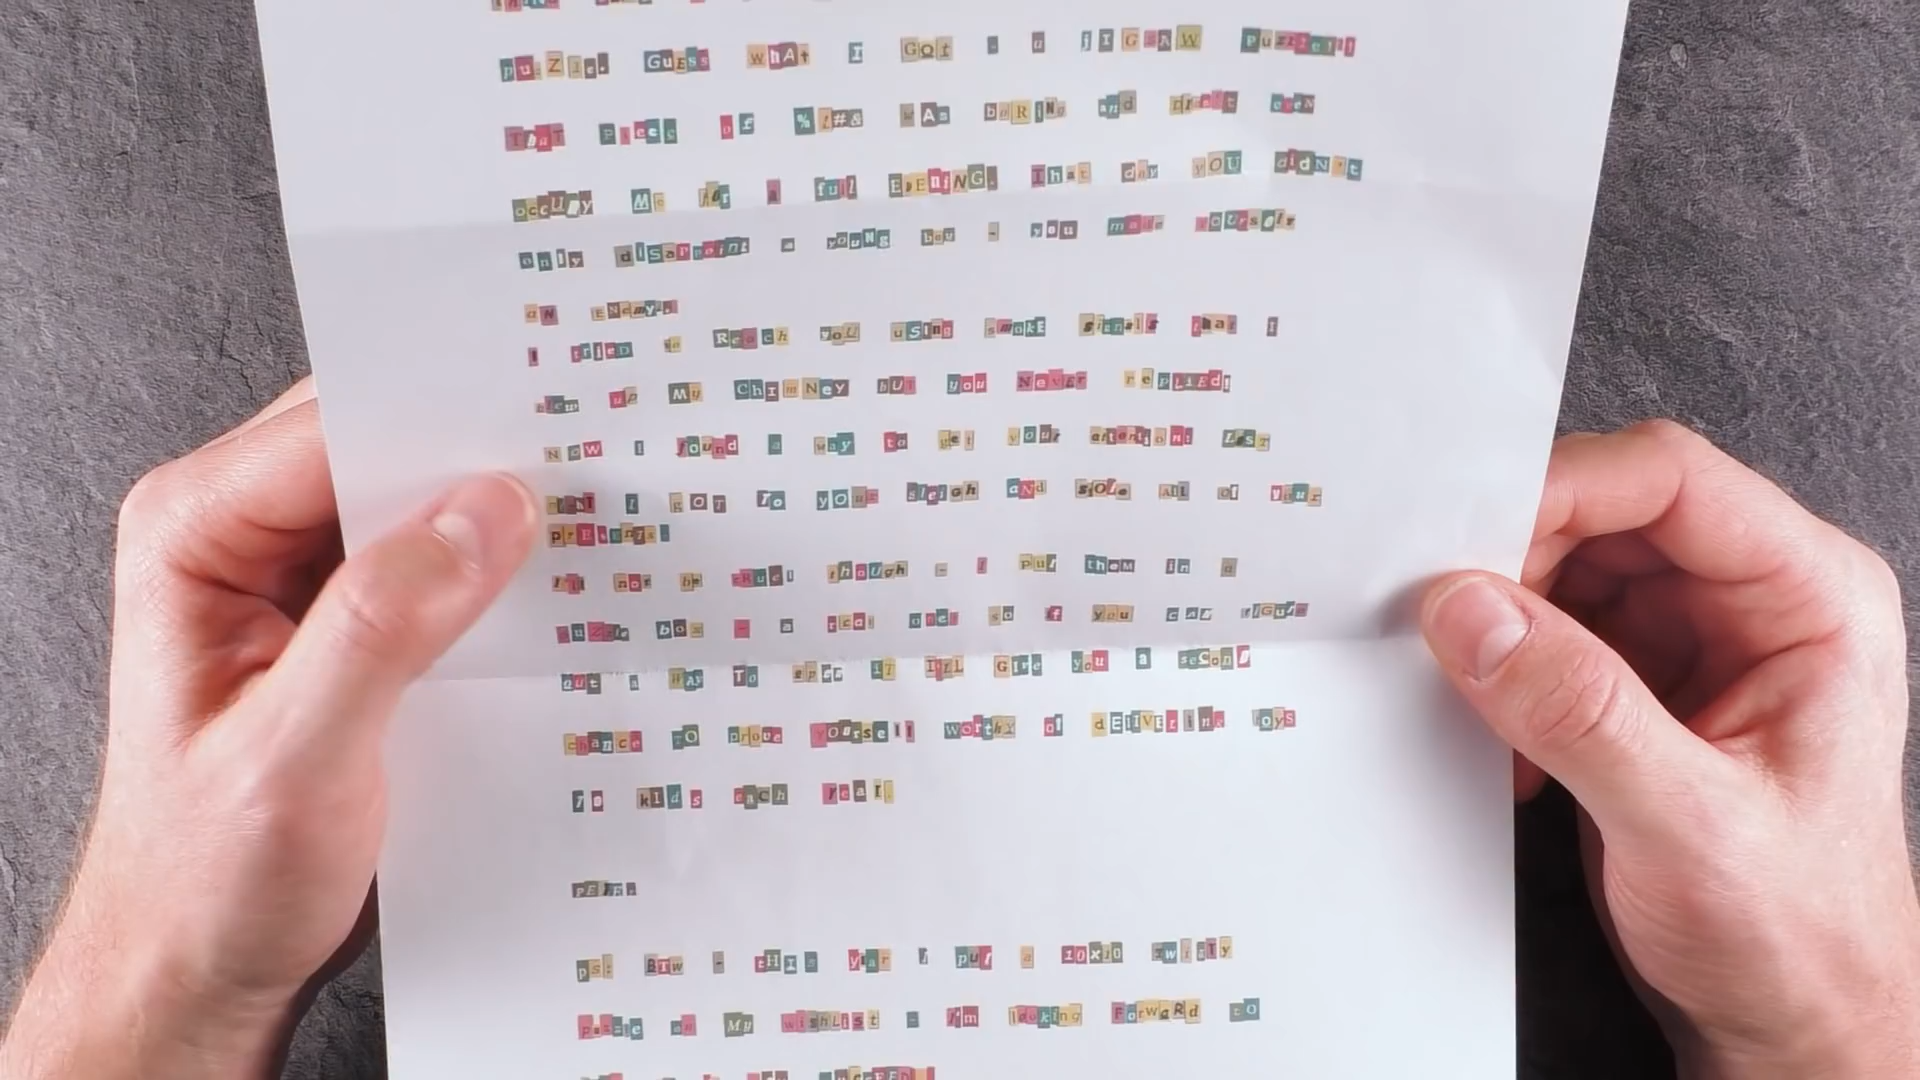 puzzle. GuEss whAt I GOt - u jIGsAW Puzzle!!!
ThaT Piece of %!#& wAs boRiNg and didn't eveN
occUpy Me for a full EvENiNG. That day yOU didN't
only diSappoint a yoUNg boy - you made yoursElf
aN ENemy..
I triED to Reach yoU uSIng smokE signals that I
blew up My ChImNEy bUT you NevEr repLiEd!
NOW I found a way to get your attention! LasT
nighT I gOT To yOur sleigh aNd stOle All of your
prEsents.
I'll not be cRuel though - I put theM in a
puZzle box - a real one! so if you cAn fIGure
out a WAy TO open iT I'LL GIve you a seConD
chance TO prove yOurself worthy of dElIVEring toys
To kIds each year.
pETE.
pst BTW - tHIs year I put a 10x10 twisty
puzzle on My wishList - I'm looking ForwaRd tO